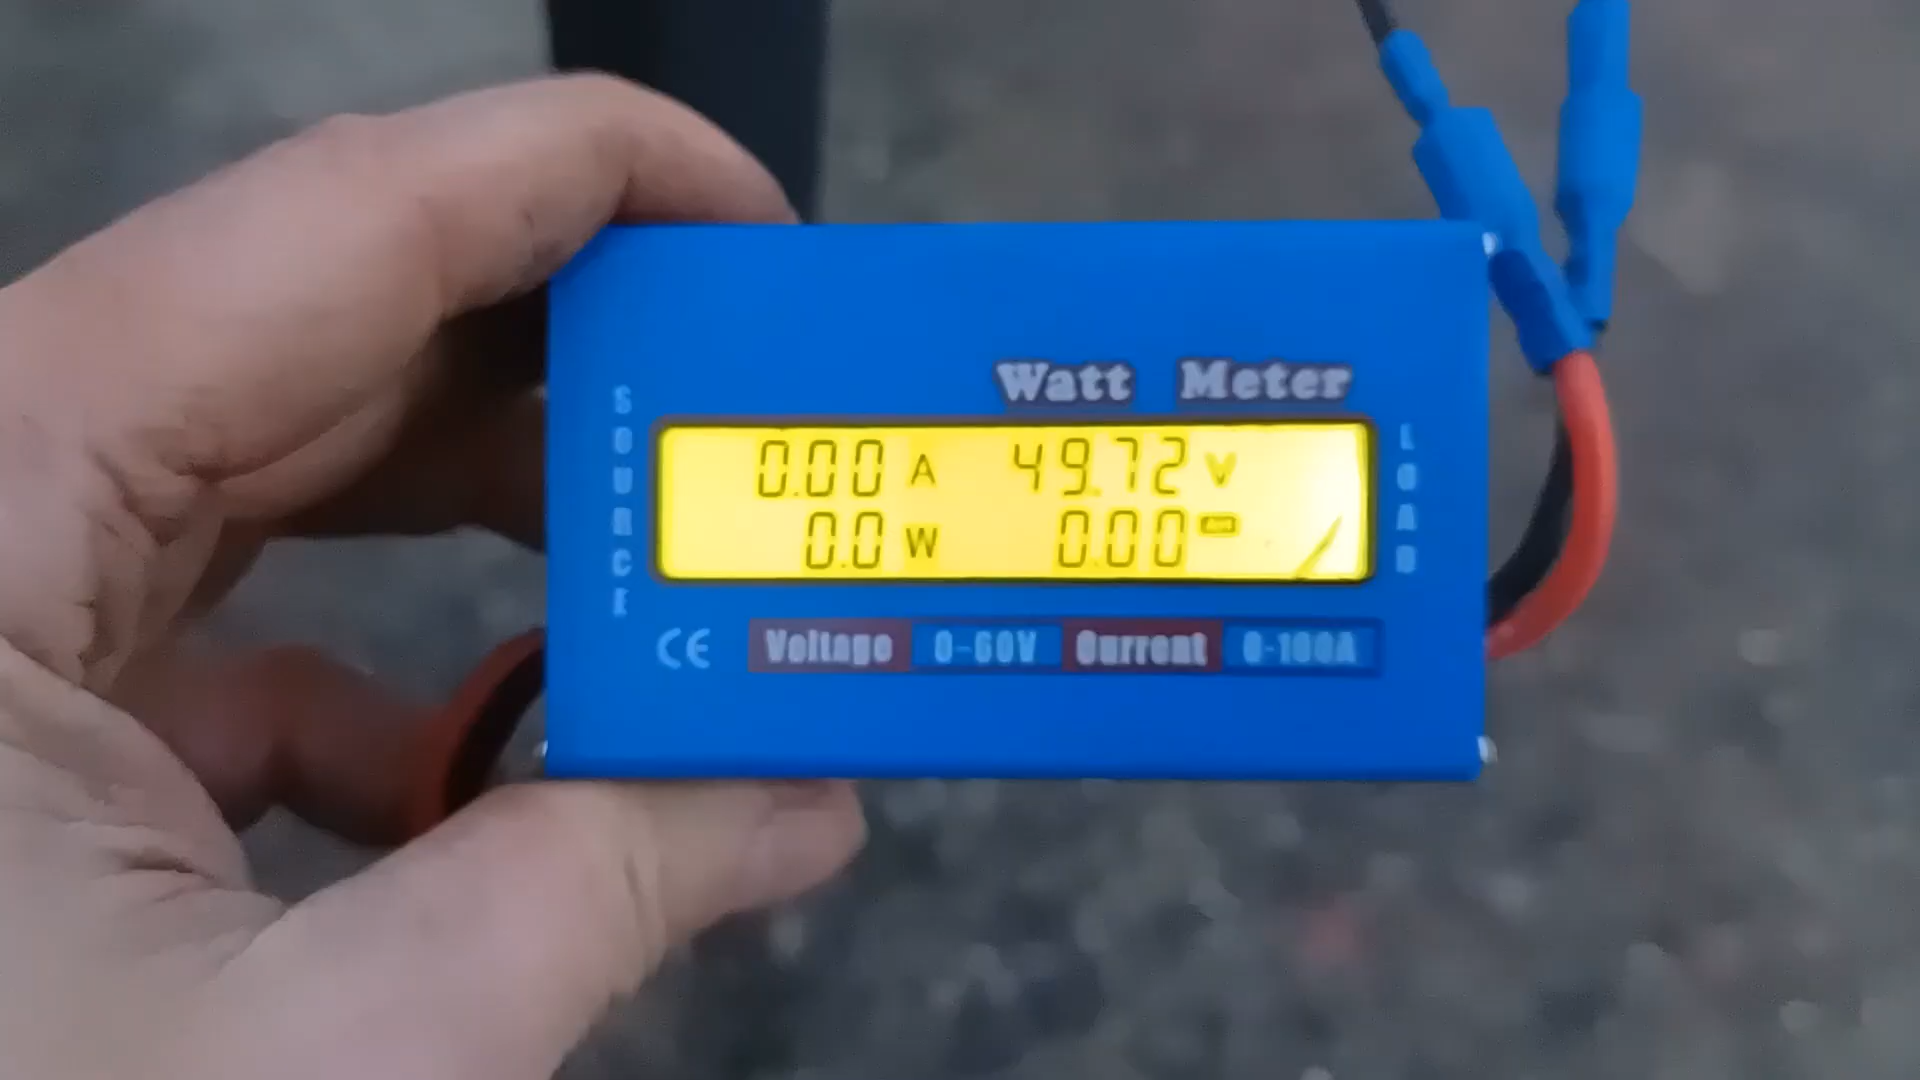 Watt Meter
SOURCE
0.00 A 49.72 V
0.0 W 0.00 Ah
LOAD
CE Voltage 0-60V Current 0-100A